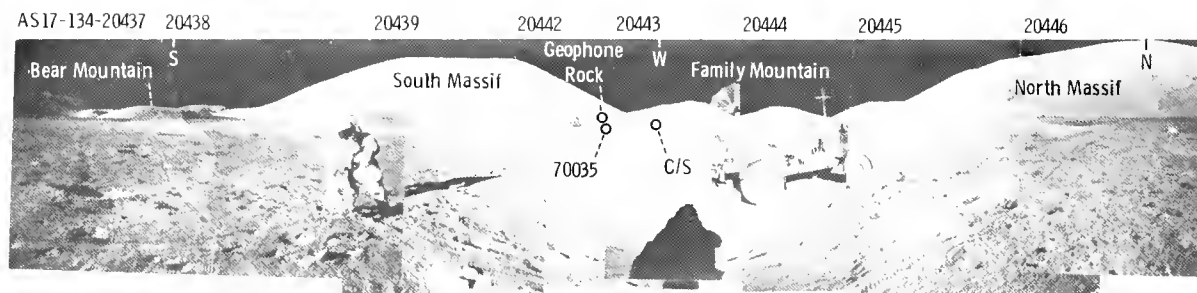 AS17-134-20437 20438 20439 20442 20443 20444 20445 20446
S W N
Bear Mountain
South Massif
Geophone
Rock
Family Mountain
North Massif
70035
C/S